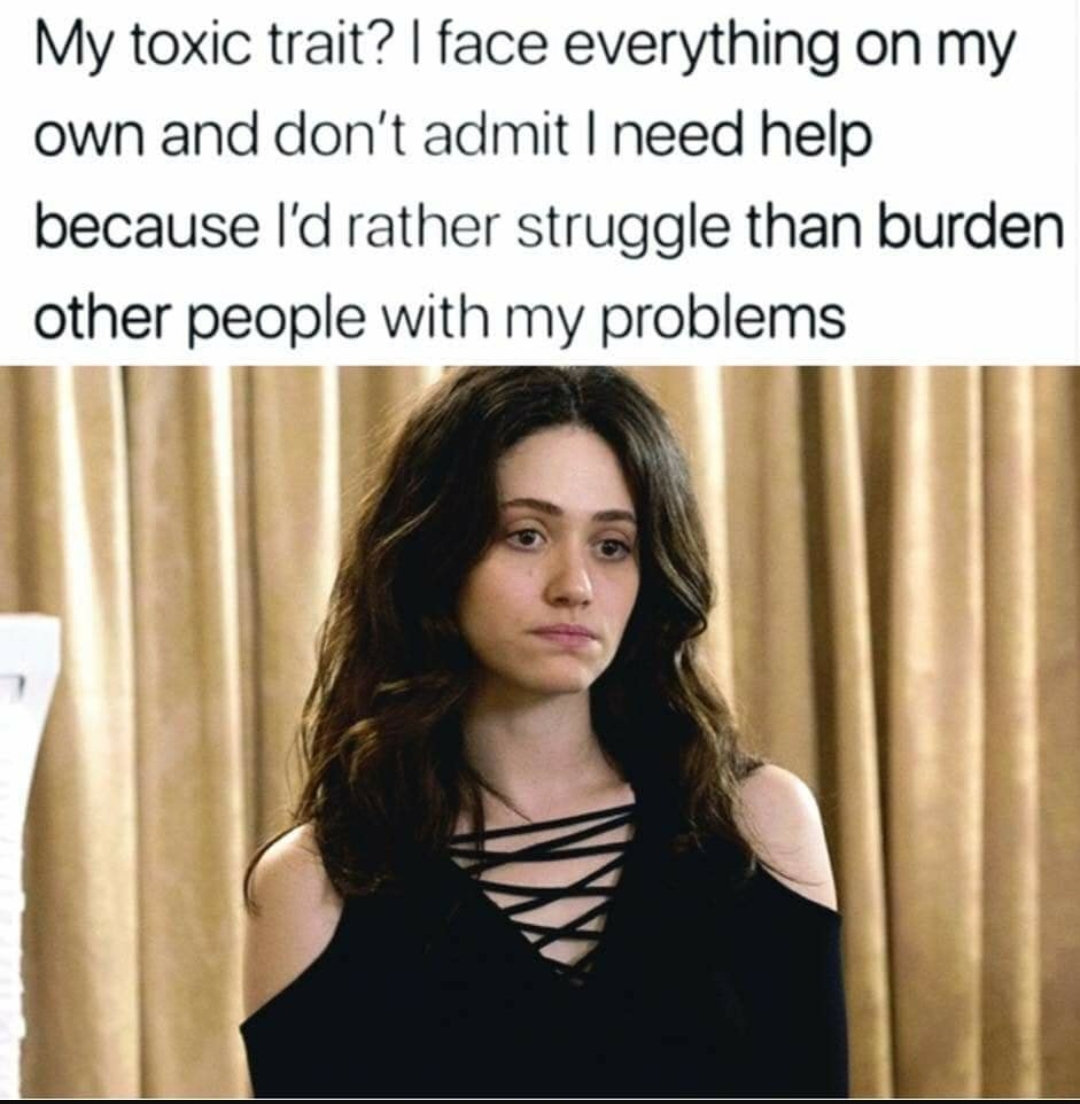 My toxic trait? I face everything on my
own and don't admit I need help
because I'd rather struggle than burden
other people with my problems